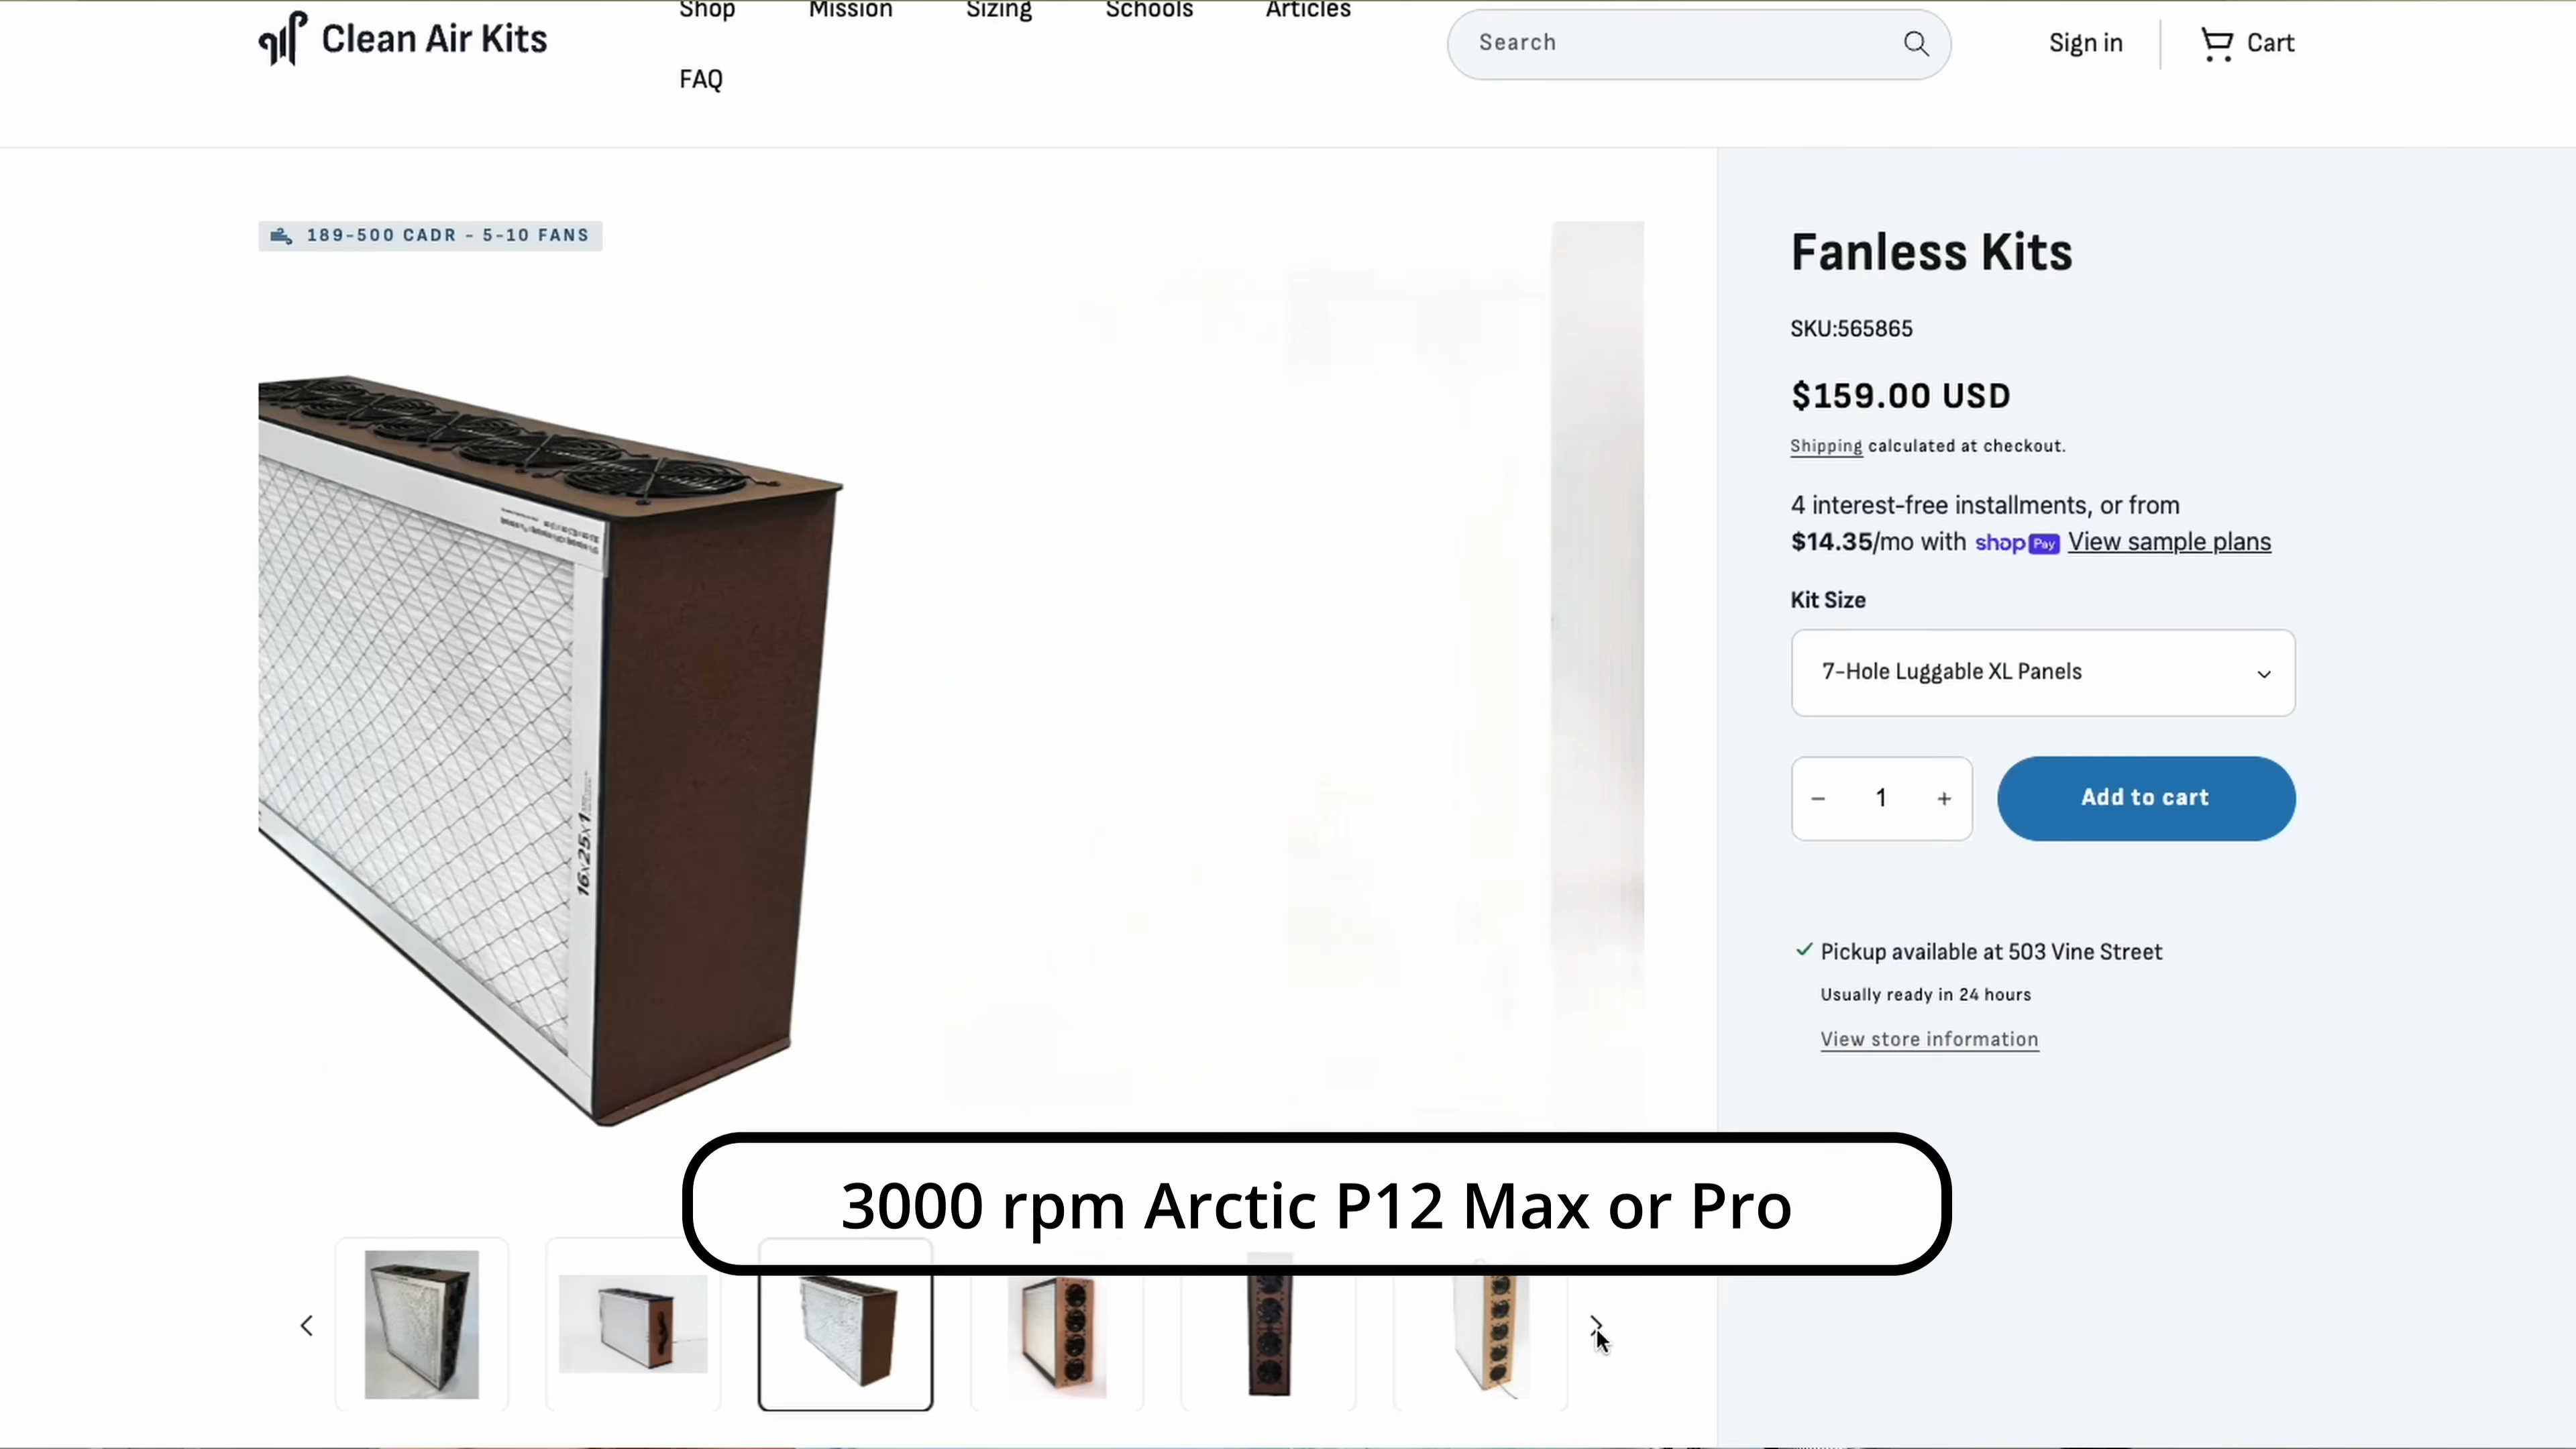 Shop Mission Sizing Schools Articles
Clean Air Kits
FAQ
Search
Sign in
Cart
189-500 CADR - 5-10 FANS
Fanless Kits
SKU:565865
$159.00 USD
Shipping calculated at checkout.
4 interest-free installments, or from
$14.35/mo with shop Pay View sample plans
Kit Size
7-Hole Luggable XL Panels
− 1 +
Add to cart
Pickup available at 503 Vine Street
Usually ready in 24 hours
View store information
16x25x1
3000 rpm Arctic P12 Max or Pro